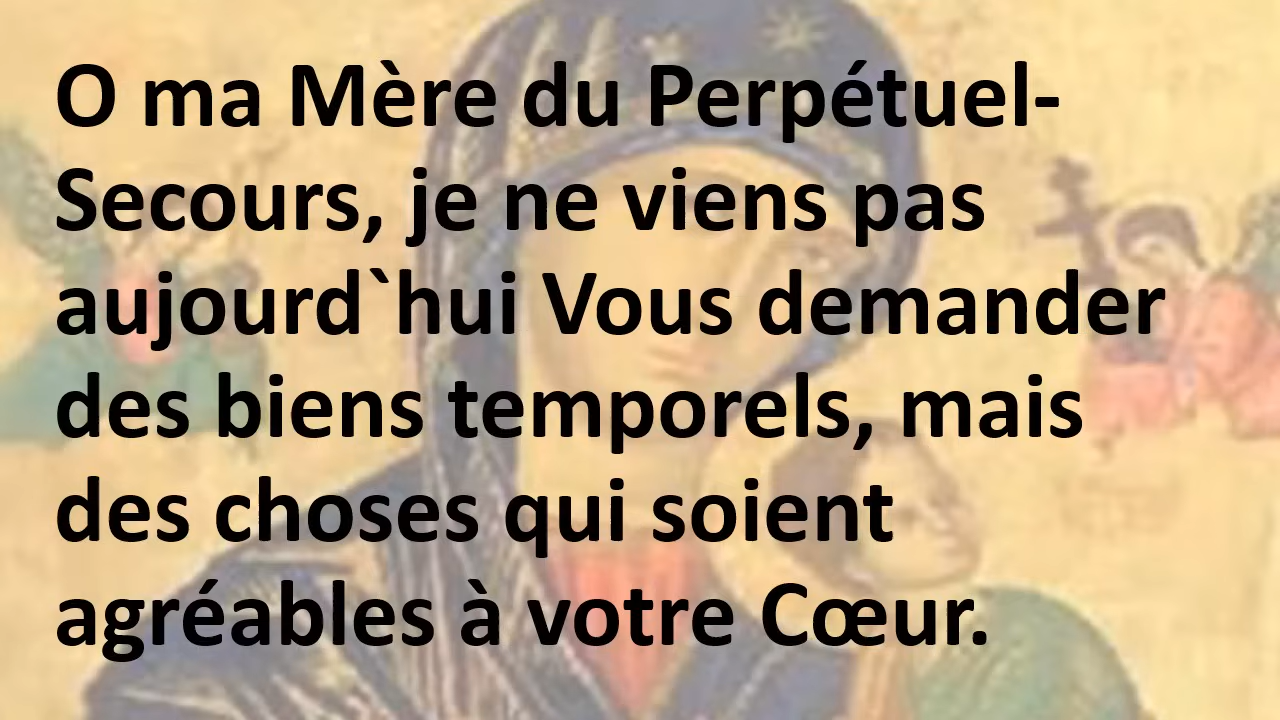 O ma Mère du Perpétuel-
Secours, je ne viens pas
aujourd`hui Vous demander
des biens temporels, mais
des choses qui soient
agréables à votre Cœur.